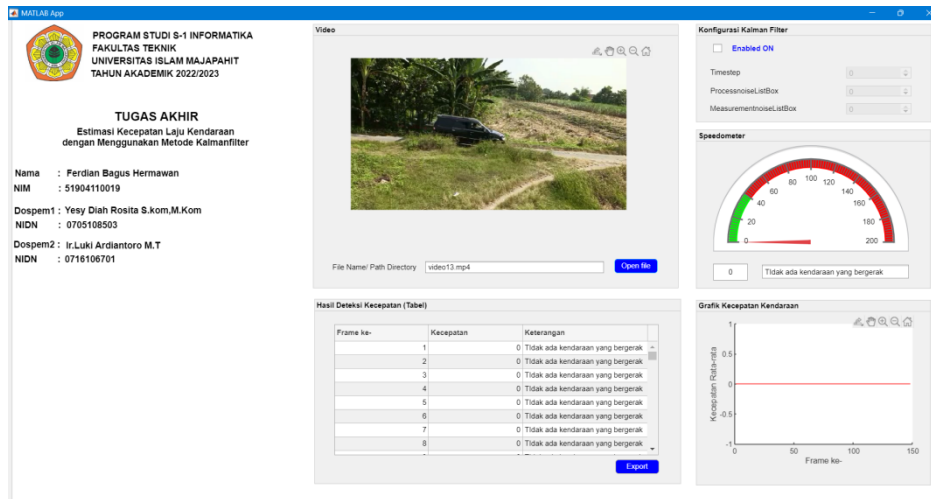 MATLAB App
PROGRAM STUDI S-1 INFORMATIKA
FAKULTAS TEKNIK
UNIVERSITAS ISLAM MAJAPAHIT
TAHUN AKADEMIK 2022/2023
TUGAS AKHIR
Estimasi Kecepatan Laju Kendaraan
dengan Menggunakan Metode Kalmanfilter
Nama : Ferdian Bagus Hermawan
NIM : 51904110019
Dospem1 : Yesy Diah Rosita S.kom,M.Kom
NIDN : 0705108503
Dospem2 : Ir.Luki Ardiantoro M.T
NIDN : 0716106701
Video
File Name/ Path Directory video13.mp4 Open file
Hasil Deteksi Kecepatan (Tabel)
Frame ke- Kecepatan Keterangan
1 0 TIdak ada kendaraan yang bergerak
2 0 TIdak ada kendaraan yang bergerak
3 0 TIdak ada kendaraan yang bergerak
4 0 TIdak ada kendaraan yang bergerak
5 0 TIdak ada kendaraan yang bergerak
6 0 TIdak ada kendaraan yang bergerak
7 0 TIdak ada kendaraan yang bergerak
8 0 TIdak ada kendaraan yang bergerak
Export
Konfigurasi Kalman Filter
Enabled ON
Timestep 0
ProcessnoiseListBox 0
MeasurementnoiseListBox 0
Speedometer
0 20 40 60 80 100 120 140 160 180 200
0 TIdak ada kendaraan yang bergerak
Grafik Kecepatan Kendaraan
Kecepatan Rata-rata
1
0.5
0
-0.5
-1
0 50 100 150
Frame ke-